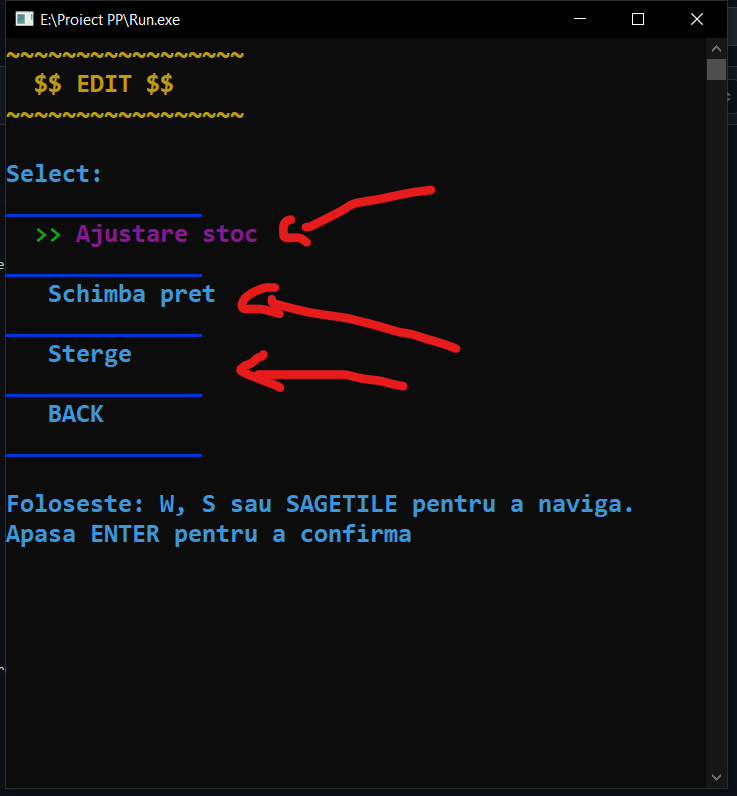 E:\Proiect PP\Run.exe
~~~~~~~~~~~~~~~~~
$$ EDIT $$
~~~~~~~~~~~~~~~~~
Select:
>> Ajustare stoc
Schimba pret
Sterge
BACK
Foloseste: W, S sau SAGETILE pentru a naviga.
Apasa ENTER pentru a confirma